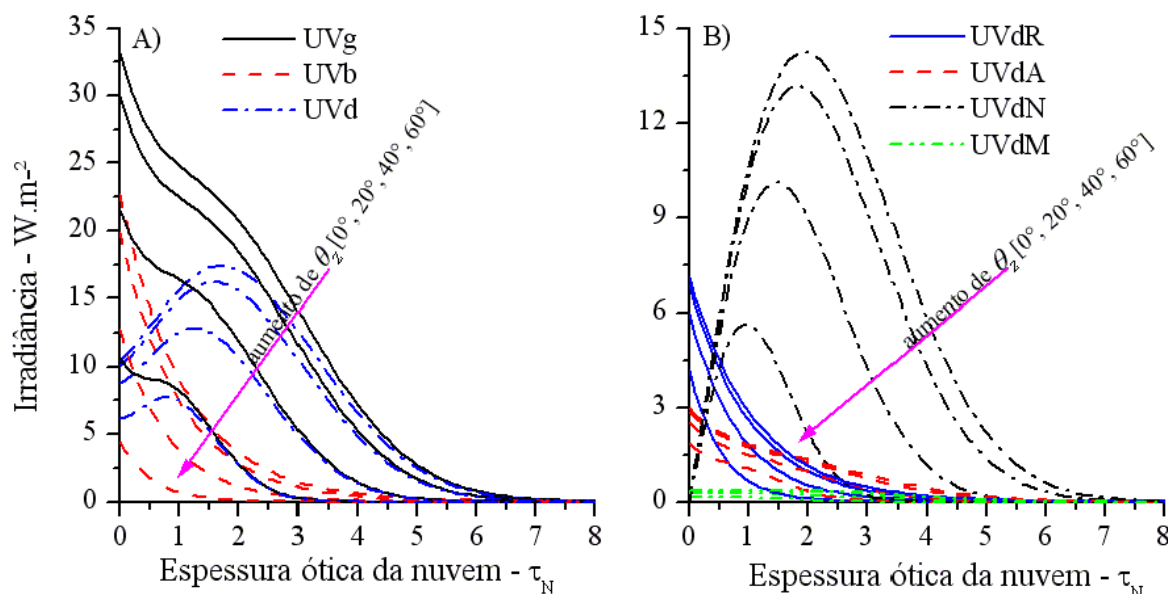 A)
UVg
UVb
UVd
aumento de θz [0°, 20°, 40°, 60°]
35
30
25
20
15
10
5
0
Irradiância - W.m-2
0 1 2 3 4 5 6 7 8
Espessura ótica da nuvem - τN
B)
UVdR
UVdA
UVdN
UVdM
aumento de θz [0°, 20°, 40°, 60°]
15
12
9
6
3
0
0 1 2 3 4 5 6 7 8
Espessura ótica da nuvem - τN